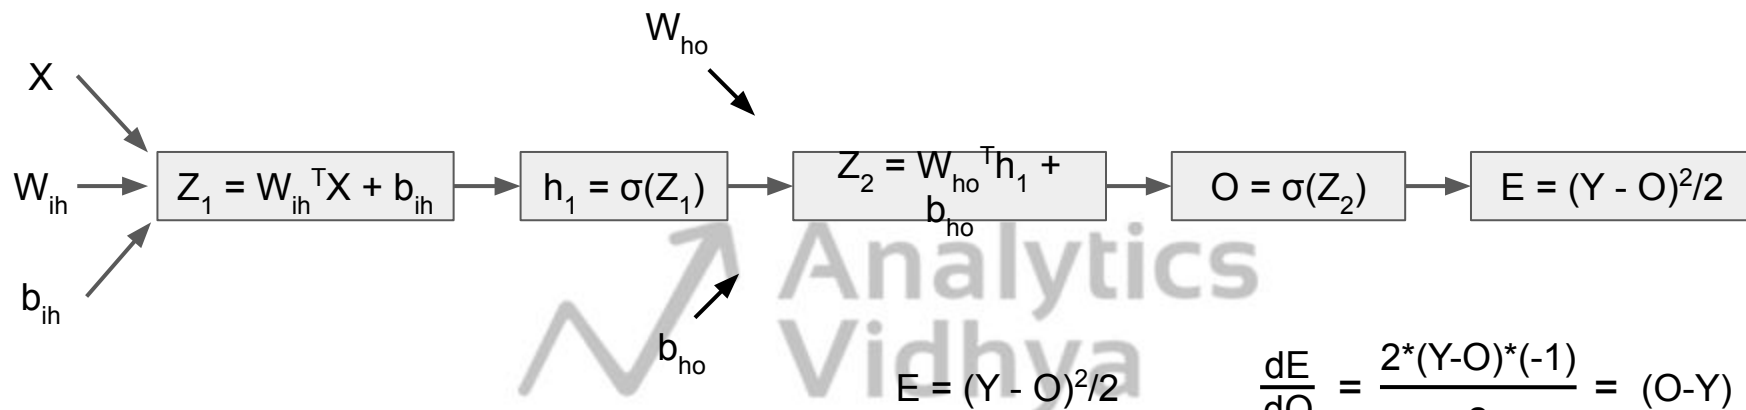 W_ho
X
W_ih
b_ih
Z_1 = W_ih^T X + b_ih
h_1 = σ(Z_1)
Z_2 = W_ho^T h_1 +
b_ho
O = σ(Z_2)
E = (Y - O)^2/2
b_ho
Analytics
Vidhya
E = (Y - O)^2/2
dE/dO = 2*(Y-O)*(-1)/2 = (O-Y)